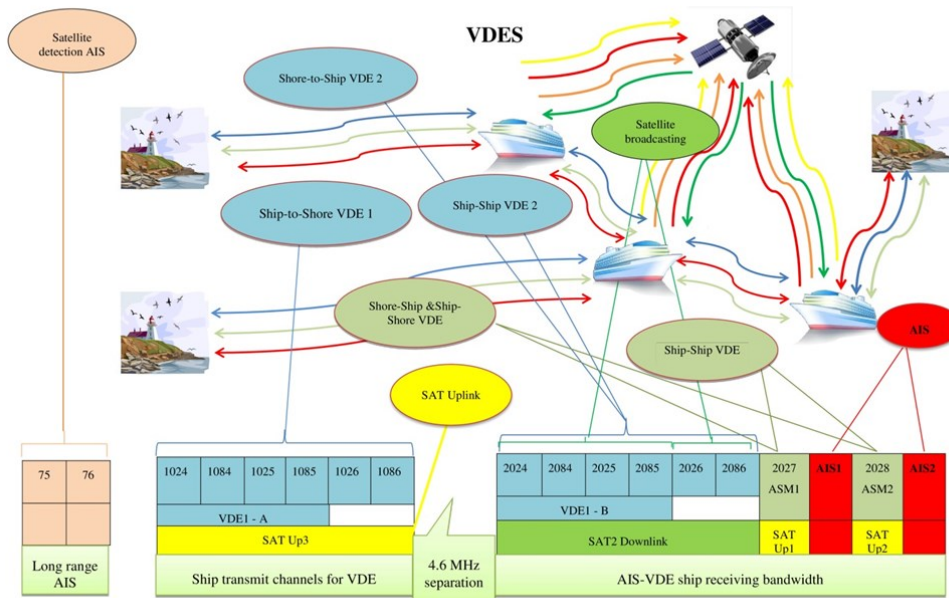 VDES
Satellite
detection AIS
Shore-to-Ship VDE 2
Satellite
broadcasting
Ship-to-Shore VDE 1
Ship-Ship VDE 2
Shore-Ship &Ship-
Shore VDE
Ship-Ship VDE
AIS
SAT Uplink
75 76
1024 1084 1025 1085 1026 1086
2024 2084 2025 2085 2026 2086 2027 AIS1 2028 AIS2
ASM1 ASM2
VDE1 - A
VDE1 - B
SAT Up3
SAT2 Downlink
SAT
Up1
SAT
Up2
Long range
AIS
Ship transmit channels for VDE
4.6 MHz
separation
AIS-VDE ship receiving bandwidth